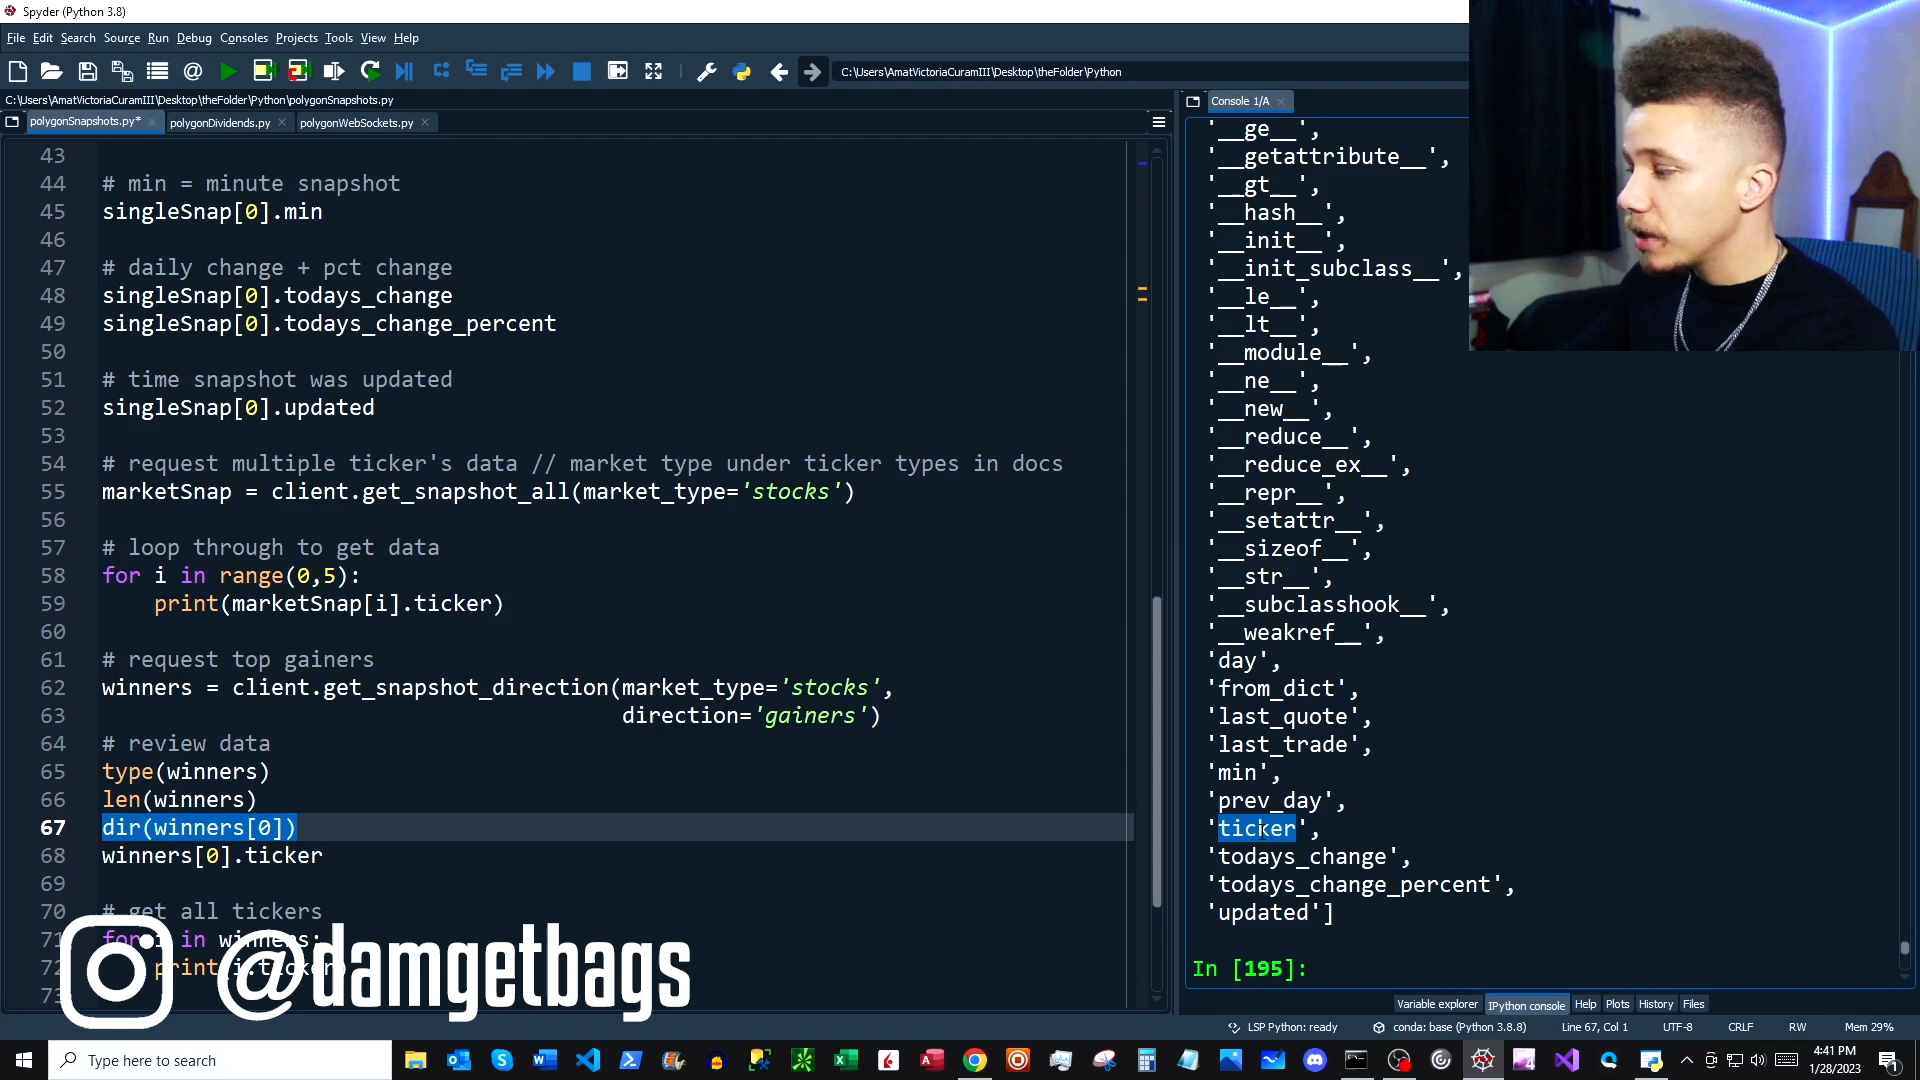 Spyder (Python 3.8)
File Edit Search Source Run Debug Consoles Projects Tools View Help
C:\Users\AmatVictoriaCuramIII\Desktop\theFolder\Python
C:\Users\AmatVictoriaCuramIII\Desktop\theFolder\Python\polygonSnapshots.py
polygonSnapshots.py* polygonDividends.py polygonWebSockets.py
43
44 # min = minute snapshot
45 singleSnap[0].min
46
47 # daily change + pct change
48 singleSnap[0].todays_change
49 singleSnap[0].todays_change_percent
50
51 # time snapshot was updated
52 singleSnap[0].updated
53
54 # request multiple ticker's data // market type under ticker types in docs
55 marketSnap = client.get_snapshot_all(market_type='stocks')
56
57 # loop through to get data
58 for i in range(0,5):
59 print(marketSnap[i].ticker)
60
61 # request top gainers
62 winners = client.get_snapshot_direction(market_type='stocks',
63 direction='gainers')
64 # review data
65 type(winners)
66 len(winners)
67 dir(winners[0])
68 winners[0].ticker
69
70 # get all tickers
71 for i in winners:
72 print(i.ticker)
73
@damgetbags
Console 1/A
'__ge__',
'__getattribute__',
'__gt__',
'__hash__',
'__init__',
'__init_subclass__',
'__le__',
'__lt__',
'__module__',
'__ne__',
'__new__',
'__reduce__',
'__reduce_ex__',
'__repr__',
'__setattr__',
'__sizeof__',
'__str__',
'__subclasshook__',
'__weakref__',
'day',
'from_dict',
'last_quote',
'last_trade',
'min',
'prev_day',
'ticker',
'todays_change',
'todays_change_percent',
'updated']
In [195]:
Variable explorer IPython console Help Plots History Files
LSP Python: ready conda: base (Python 3.8.8) Line 67, Col 1 UTF-8 CRLF RW Mem 29%
Type here to search
4:41 PM
1/28/2023